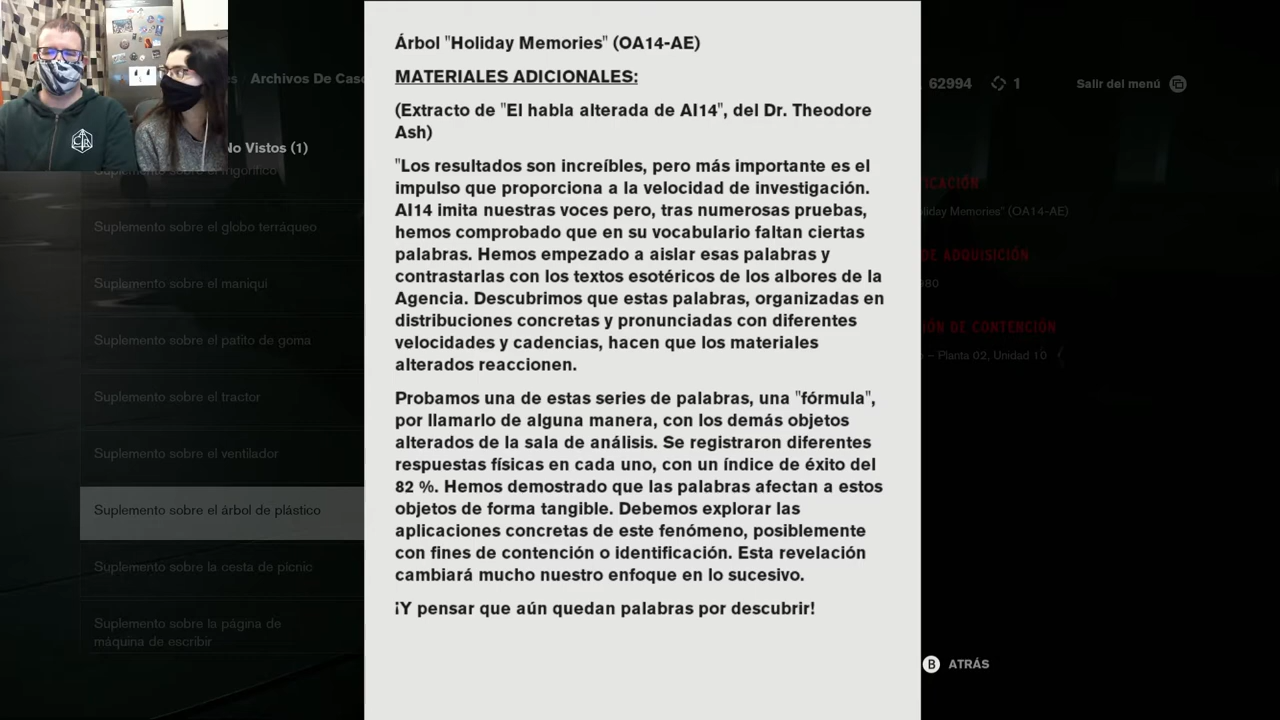 Árbol "Holiday Memories" (OA14-AE)
MATERIALES ADICIONALES:
(Extracto de "El habla alterada de AI14", del Dr. Theodore
Ash)
"Los resultados son increíbles, pero más importante es el
impulso que proporciona a la velocidad de investigación.
AI14 imita nuestras voces pero, tras numerosas pruebas,
hemos comprobado que en su vocabulario faltan ciertas
palabras. Hemos empezado a aislar esas palabras y
contrastarlas con los textos esotéricos de los albores de la
Agencia. Descubrimos que estas palabras, organizadas en
distribuciones concretas y pronunciadas con diferentes
velocidades y cadencias, hacen que los materiales
alterados reaccionen.
Probamos una de estas series de palabras, una "fórmula",
por llamarlo de alguna manera, con los demás objetos
alterados de la sala de análisis. Se registraron diferentes
respuestas físicas en cada uno, con un índice de éxito del
82 %. Hemos demostrado que las palabras afectan a estos
objetos de forma tangible. Debemos explorar las
aplicaciones concretas de este fenómeno, posiblemente
con fines de contención o identificación. Esta revelación
cambiará mucho nuestro enfoque en lo sucesivo.
¡Y pensar que aún quedan palabras por descubrir!
Archivos De Caso
No Vistos (1)
Suplemento sobre el frigorífico
Suplemento sobre el globo terráqueo
Suplemento sobre el maniquí
Suplemento sobre el patito de goma
Suplemento sobre el tractor
Suplemento sobre el ventilador
Suplemento sobre el árbol de plástico
Suplemento sobre la cesta de picnic
Suplemento sobre la página de
máquina de escribir
62994
1
Salir del menú
Memories" (OA14-AE)
DE ADQUISICIÓN
980
DE CONTENCIÓN
– Planta 02, Unidad 10
B ATRÁS